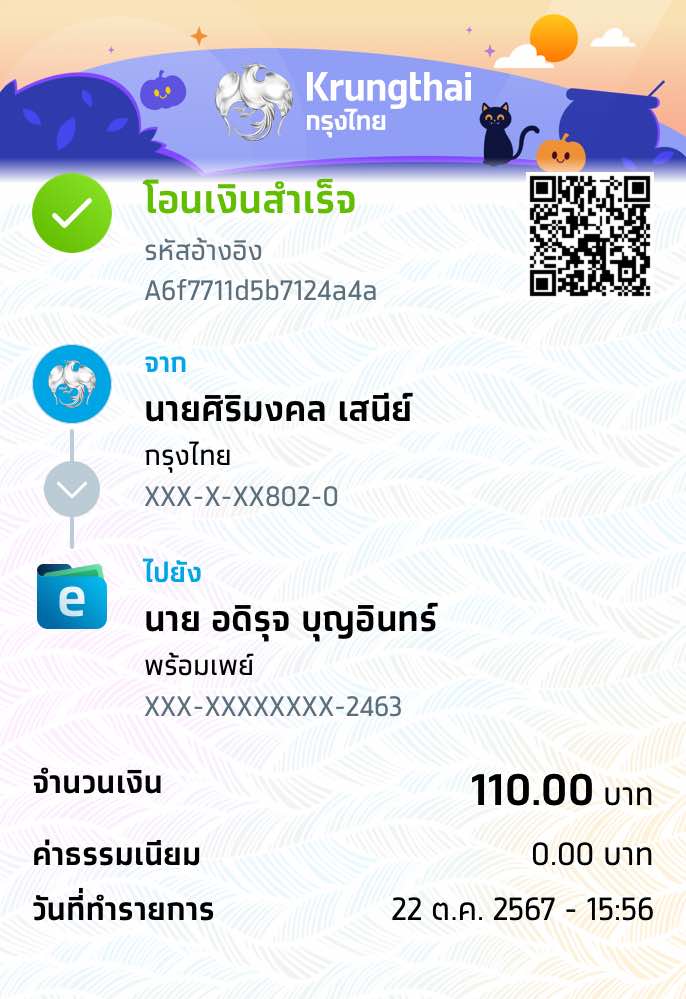 Krungthai
กรุงไทย
โอนเงินสำเร็จ
รหัสอ้างอิง
A6f7711d5b7124a4a
จาก
นายศิริมงคล เสนีย์
กรุงไทย
XXX-X-XX802-0
ไปยัง
e
นาย อดิรุจ บุญอินทร์
พร้อมเพย์
XXX-XXXXXXXX-2463
จำนวนเงิน 110.00 บาท
ค่าธรรมเนียม 0.00 บาท
วันที่ทำรายการ 22 ต.ค. 2567 - 15:56